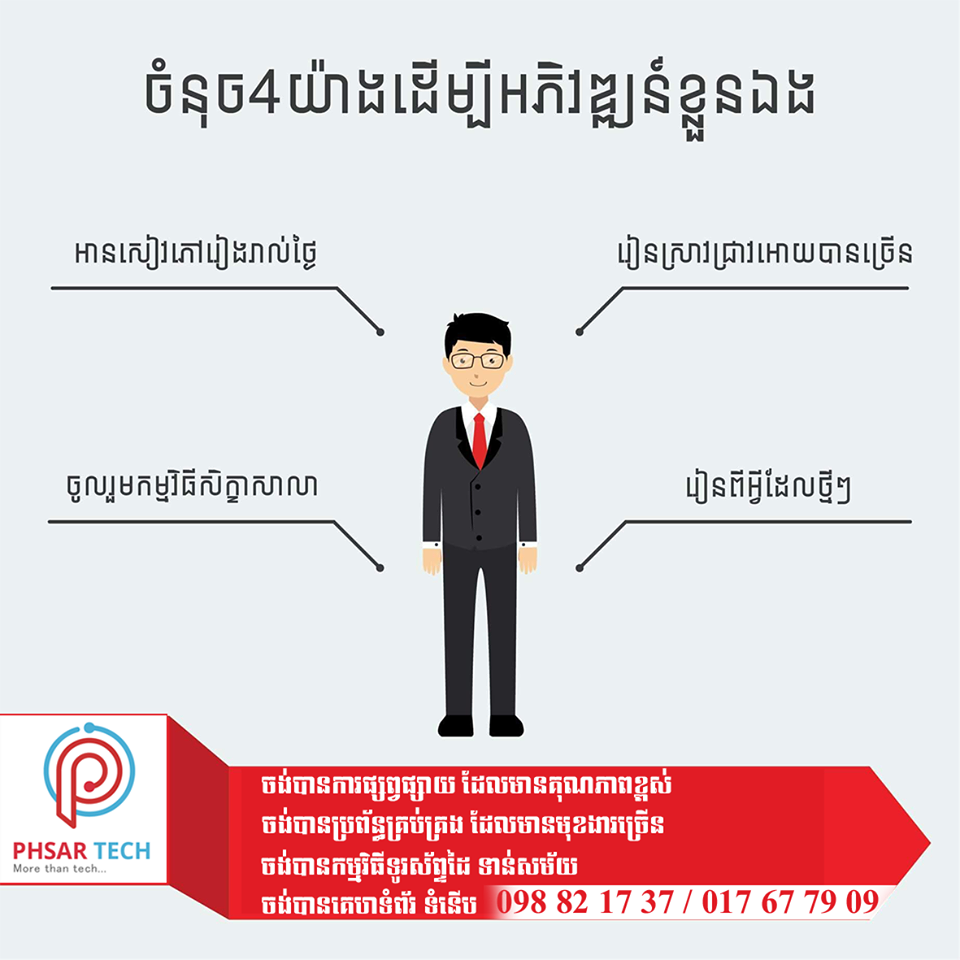 ចំនុច4យ៉ាងដើម្បីអភិវឌ្ឍន៍ខ្លួនឯង
អានសៀវភៅរៀងរាល់ថ្ងៃ
រៀនស្រាវជ្រាវអោយបានច្រើន
ចូលរួមកម្មវិធីសិក្ខាសាលា
រៀនពីអ្វីដែលថ្មីៗ
PHSAR TECH
More than tech...
ចង់បានការផ្សព្វផ្សាយ ដែលមានគុណភាពខ្ពស់
ចង់បានប្រព័ន្ធគ្រប់គ្រង ដែលមានមុខងារច្រើន
ចង់បានកម្មវិធីទូរស័ព្ទដៃ ទាន់សម័យ
ចង់បានគេហទំព័រ ទំនើប 098 82 17 37 / 017 67 79 09